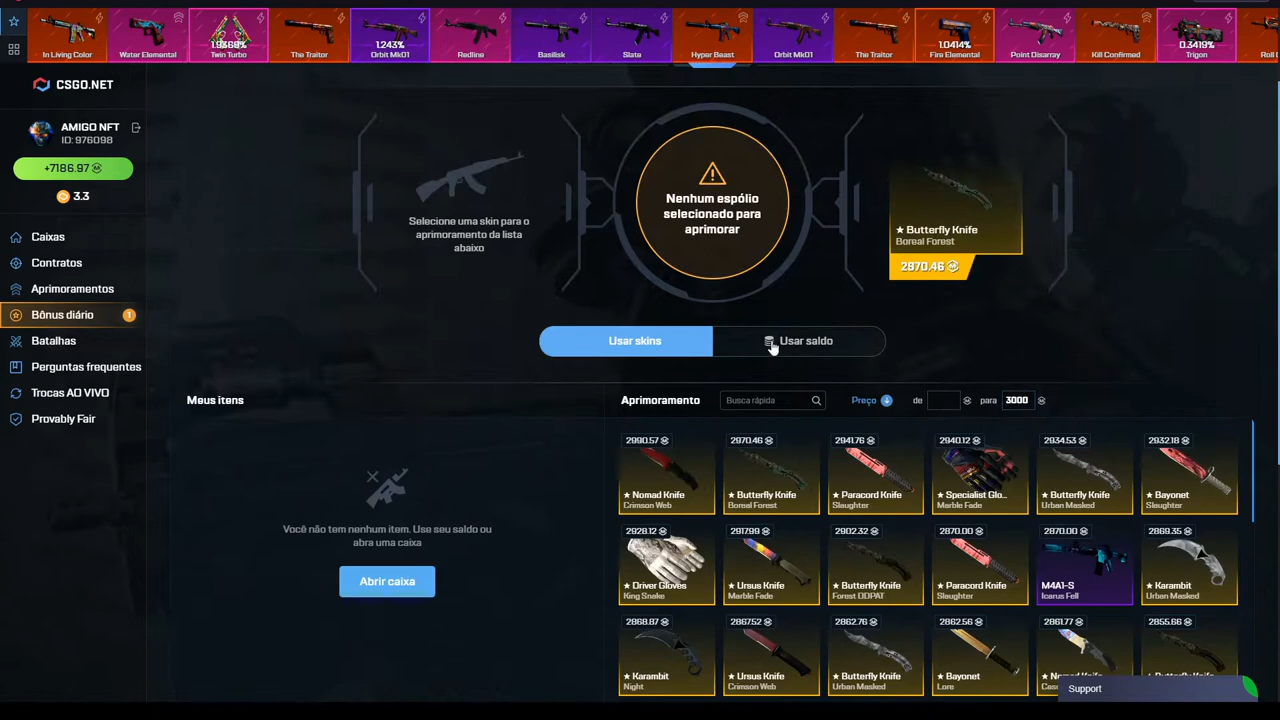 In Living Color
Water Elemental
1.9369%
Twin Turbo
The Traitor
1.243%
Orbit Mk01
Redline
Basilisk
Slate
Hyper Beast
Orbit Mk01
The Traitor
1.0414%
Fire Elemental
Point Disarray
Kill Confirmed
0.3419%
Trigon
CSGO.NET
AMIGO NFT
ID: 976098
+7186.97
3.3
Caixas
Contratos
Aprimoramentos
Bônus diário
1
Batalhas
Perguntas frequentes
Trocas AO VIVO
Provably Fair
Selecione uma skin para o
aprimoramento da lista
abaixo
Nenhum espólio
selecionado para
aprimorar
★ Butterfly Knife
Boreal Forest
2970.46
Usar skins
Usar saldo
Meus itens
Você não tem nenhum item. Use seu saldo ou
abra uma caixa
Abrir caixa
Aprimoramento
Busca rápida
Preço
de
para
3000
2990.57
★ Nomad Knife
Crimson Web
2970.46
★ Butterfly Knife
Boreal Forest
2941.76
★ Paracord Knife
Slaughter
2940.12
★ Specialist Glo...
Marble Fade
2934.53
★ Butterfly Knife
Urban Masked
2932.18
★ Bayonet
Slaughter
2928.12
★ Driver Gloves
King Snake
2917.99
★ Ursus Knife
Marble Fade
2902.32
★ Butterfly Knife
Forest DDPAT
2870.00
★ Paracord Knife
Slaughter
2870.00
M4A1-S
Icarus Fell
2869.35
★ Karambit
Urban Masked
2868.87
★ Karambit
Night
2867.52
★ Ursus Knife
Crimson Web
2862.76
★ Butterfly Knife
Urban Masked
2862.56
★ Bayonet
Lore
2861.77
2855.66
Support